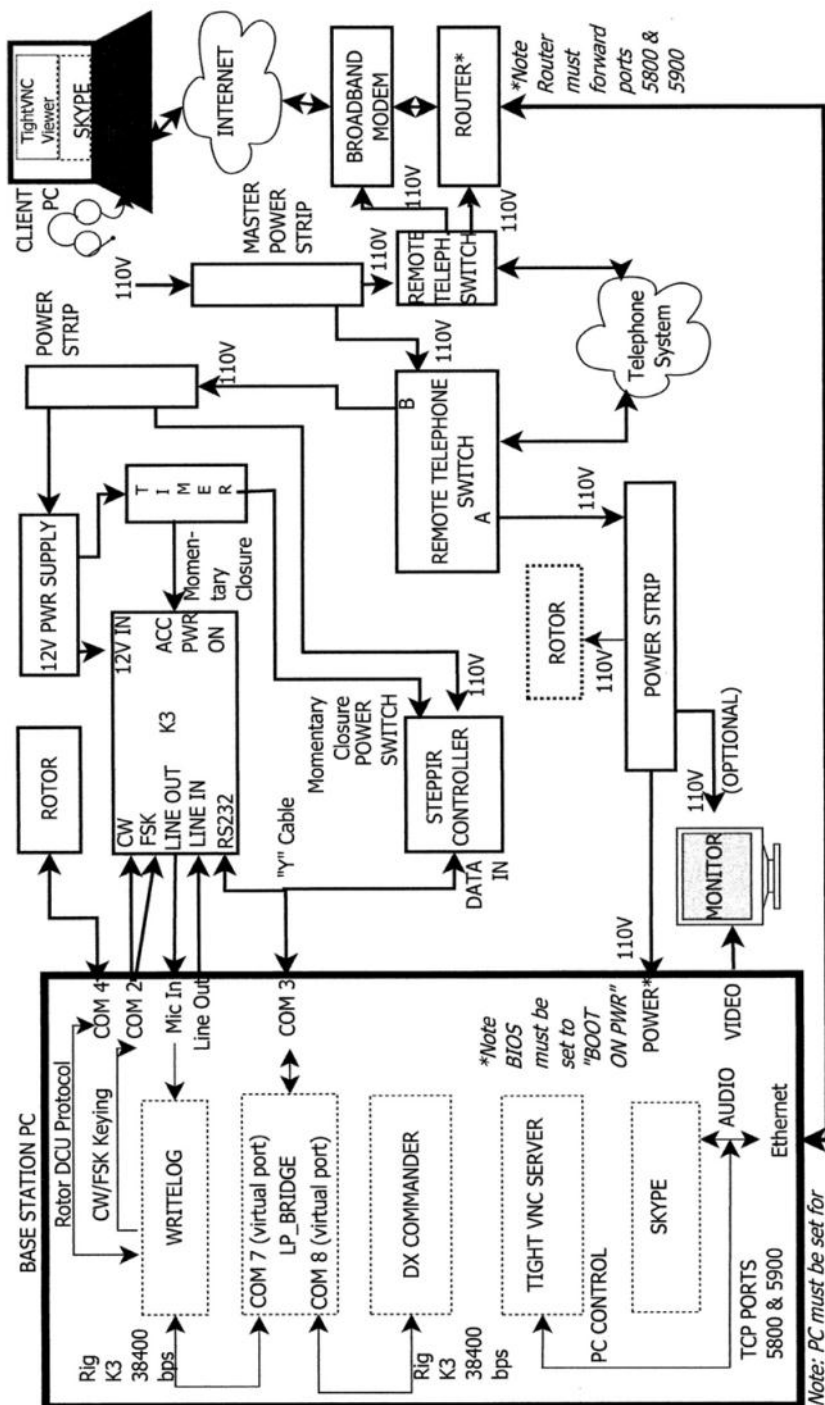 BASE STATION PC
Rotor DCU Protocol
CW/FSK Keying
COM 4
COM 2
Mic In
Line Out
WRITELOG
Rig
K3
38400
bps
COM 7 (virtual port)
LP_BRIDGE
COM 8 (virtual port)
COM 3
DX COMMANDER
Rig
K3
38400
bps
TIGHT VNC SERVER
PC CONTROL
*Note
BIOS
must be
set to
"BOOT
ON PWR"
POWER*
VIDEO
SKYPE
AUDIO
Ethernet
TCP PORTS
5800 & 5900
Note: PC must be set for
ROTOR
12V PWR SUPPLY
12V IN
CW
FSK
LINE OUT
LINE IN
RS232
K3
ACC
PWR
ON
Momen-
tary
Closure
T
I
M
E
R
"Y" Cable
Momentary
Closure
POWER
SWITCH
STEPPIR
CONTROLLER
DATA
IN
110V
POWER
STRIP
110V
B
REMOTE TELEPHONE
SWITCH
A
110V
110V
ROTOR
110V
POWER STRIP
110V
110V
(OPTIONAL)
MONITOR
110V
MASTER
POWER
STRIP
110V
REMOTE
TELEPH.
SWITCH
110V
110V
Telephone
System
CLIENT
PC
TightVNC
Viewer
SKYPE
INTERNET
BROADBAND
MODEM
ROUTER*
*Note
Router
must
forward
ports
5800 &
5900